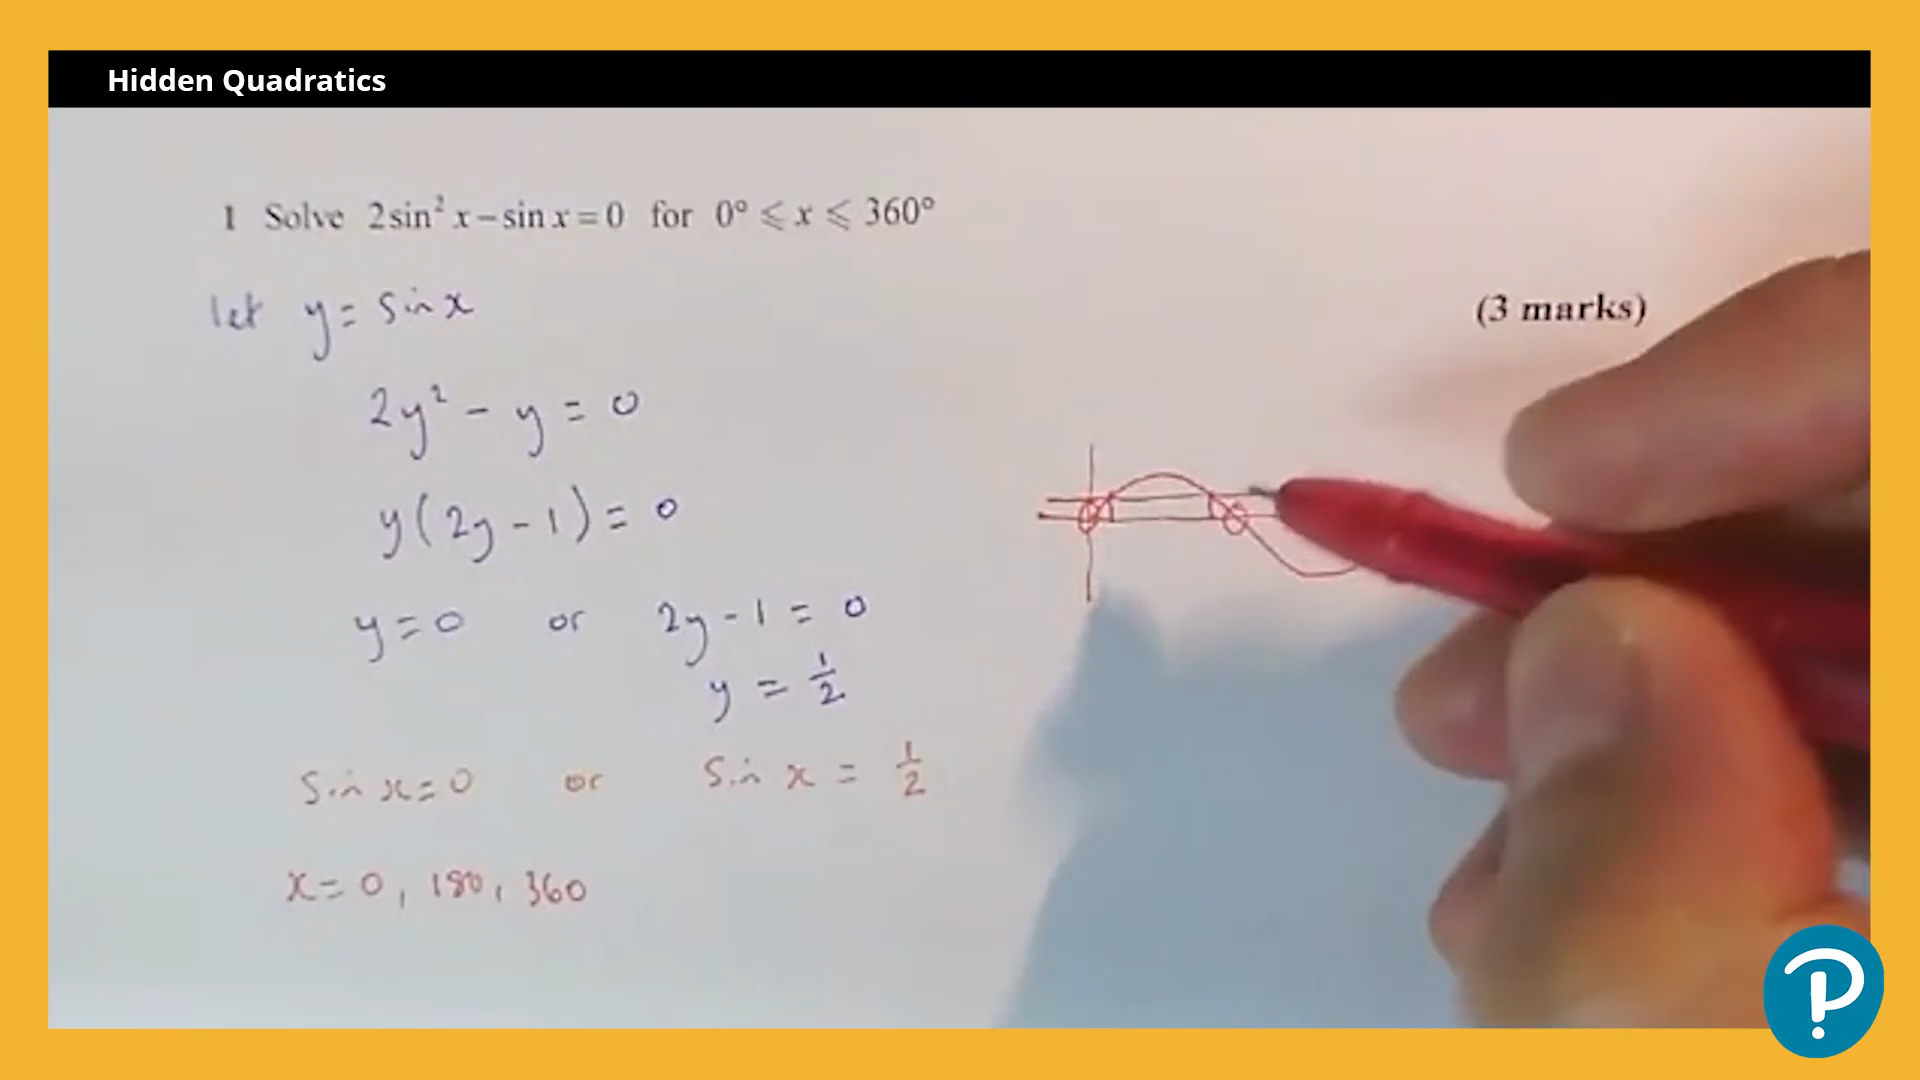 Hidden Quadratics
1 Solve 2sin² x – sin x = 0 for 0° ⩽ x ⩽ 360°
(3 marks)
let y = sin x
2y² - y = 0
y(2y - 1) = 0
y = 0 or 2y - 1 = 0
y = 1/2
sin x = 0 or sin x = 1/2
x = 0, 180, 360
P